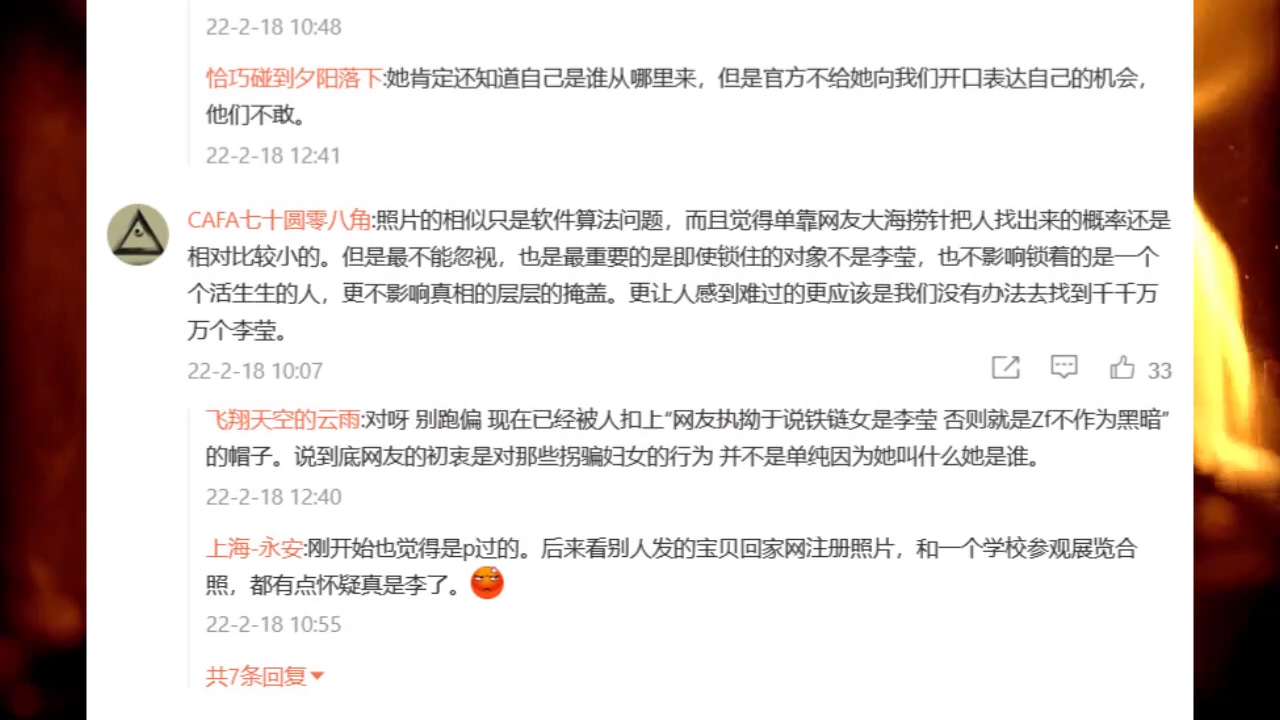 22-2-18 10:48
恰巧碰到夕阳落下:她肯定还知道自己是谁从哪里来，但是官方不给她向我们开口表达自己的机会，
他们不敢。
22-2-18 12:41
CAFA七十圆零八角:照片的相似只是软件算法问题，而且觉得单靠网友大海捞针把人找出来的概率还是
相对比较小的。但是最不能忽视，也是最重要的是即使锁住的对象不是李莹，也不影响锁着的是一个
个活生生的人，更不影响真相的层层的掩盖。更让人感到难过的更应该是我们没有办法去找到千千万
万个李莹。
22-2-18 10:07
33
飞翔天空的云雨:对呀 别跑偏 现在已经被人扣上“网友执拗于说铁链女是李莹 否则就是Zf不作为黑暗”
的帽子。说到底网友的初衷是对那些拐骗妇女的行为 并不是单纯因为她叫什么她是谁。
22-2-18 12:40
上海-永安:刚开始也觉得是p过的。后来看别人发的宝贝回家网注册照片，和一个学校参观展览合
照，都有点怀疑真是李了。
22-2-18 10:55
共7条回复